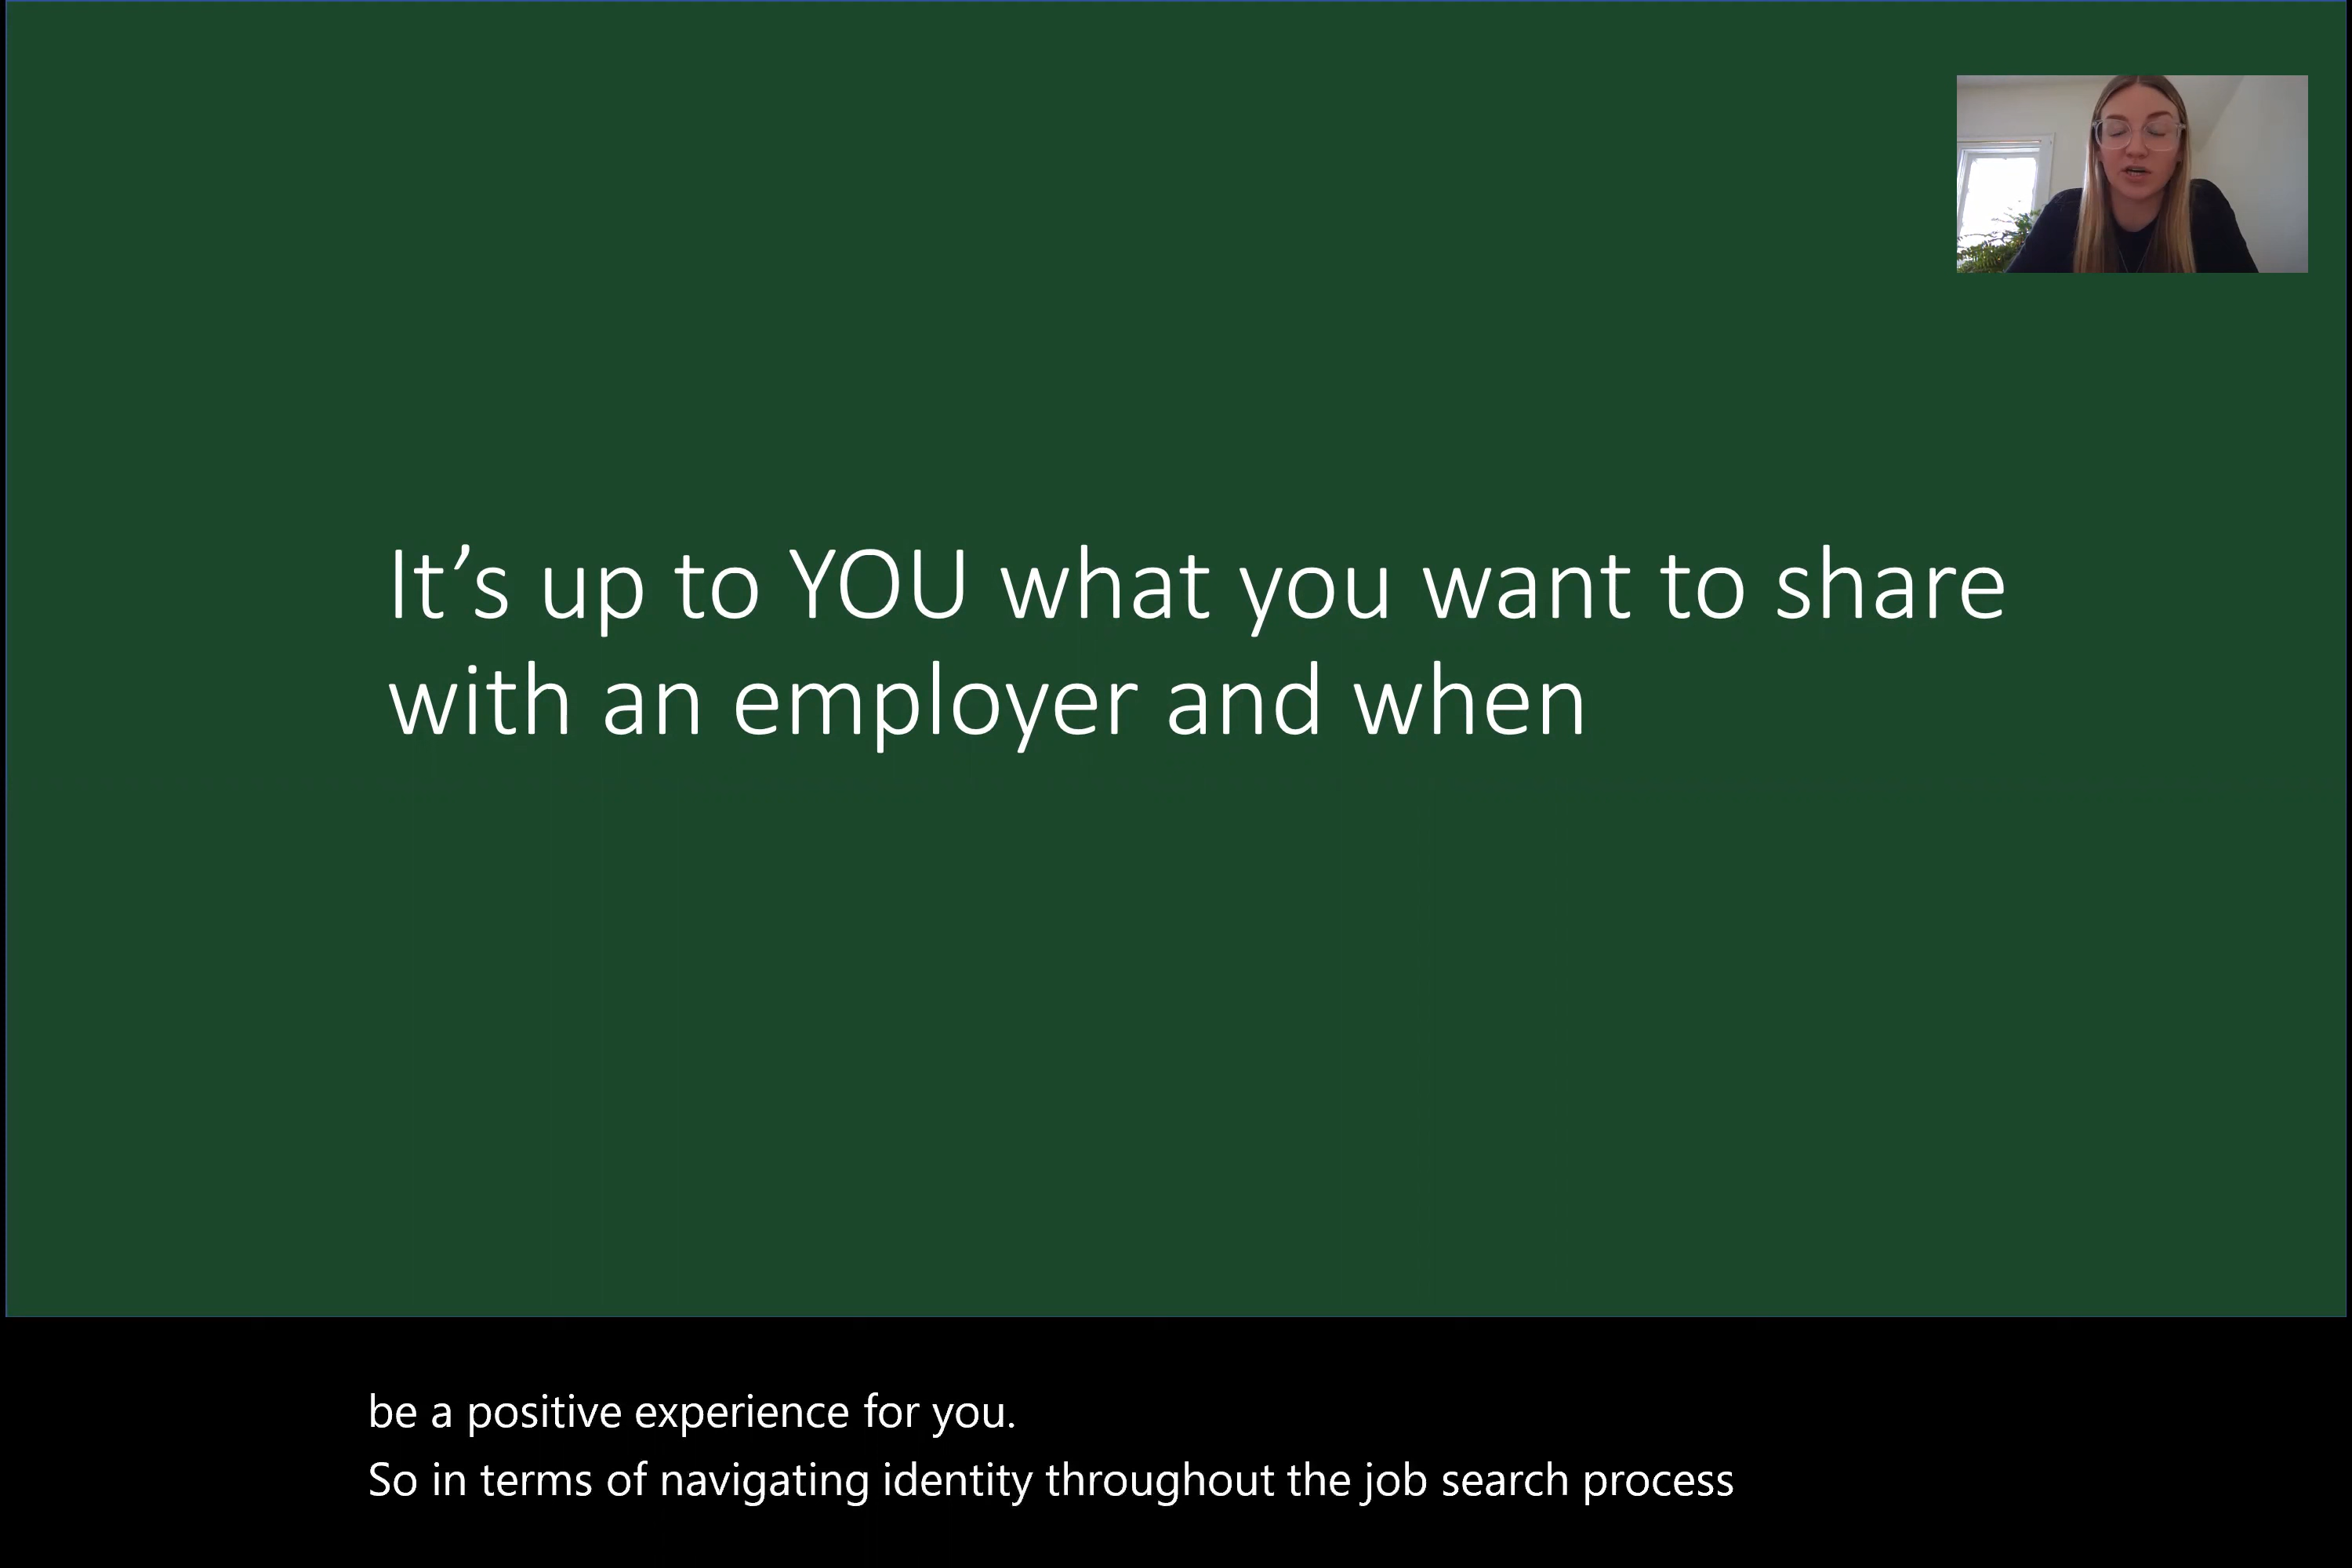 It’s up to YOU what you want to share
with an employer and when
be a positive experience for you.
So in terms of navigating identity throughout the job search process